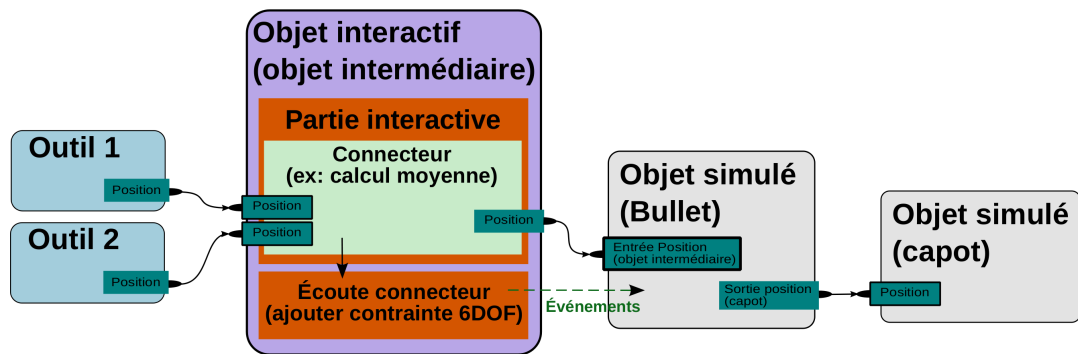 Outil 1
Position
Outil 2
Position
Objet interactif
(objet intermédiaire)
Partie interactive
Connecteur
(ex: calcul moyenne)
Position
Position
Position
Écoute connecteur
(ajouter contrainte 6DOF)
Événements
Objet simulé
(Bullet)
Entrée Position
(objet intermédiaire)
Sortie position
(capot)
Objet simulé
(capot)
Position